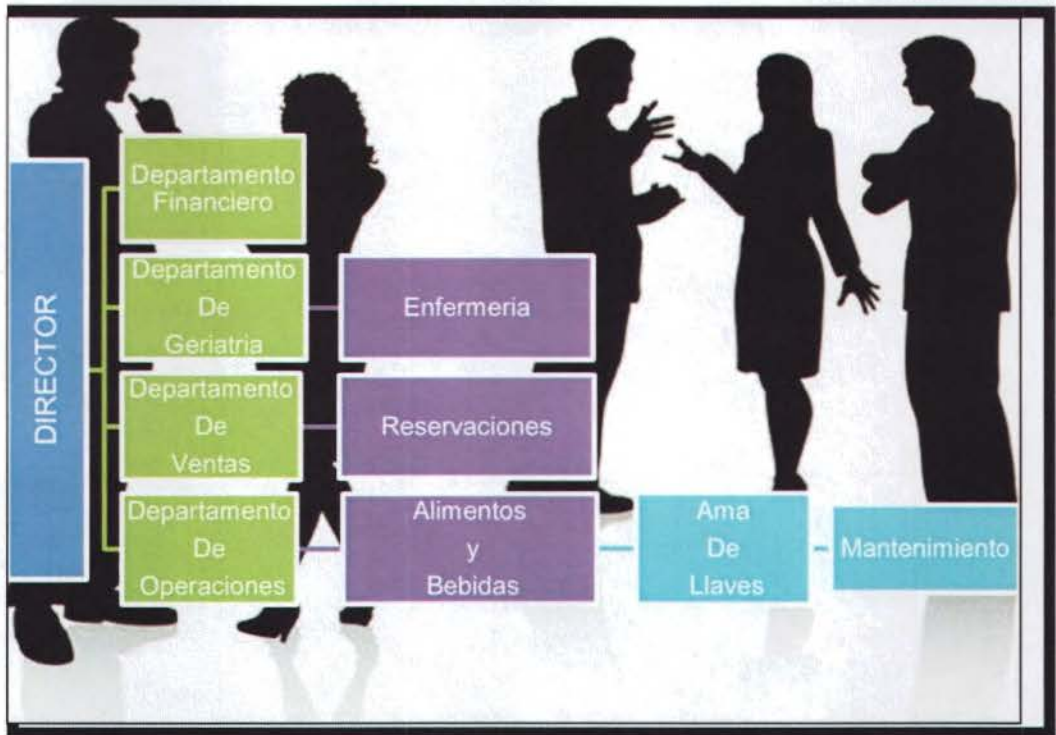 DIRECTOR
Departamento
Financiero
Departamento
De
Geriatria
Enfermeria
Departamento
De
Ventas
Reservaciones
Departamento
De
Operaciones
Alimentos
y
Bebidas
Ama
De
Llaves
Mantenimiento